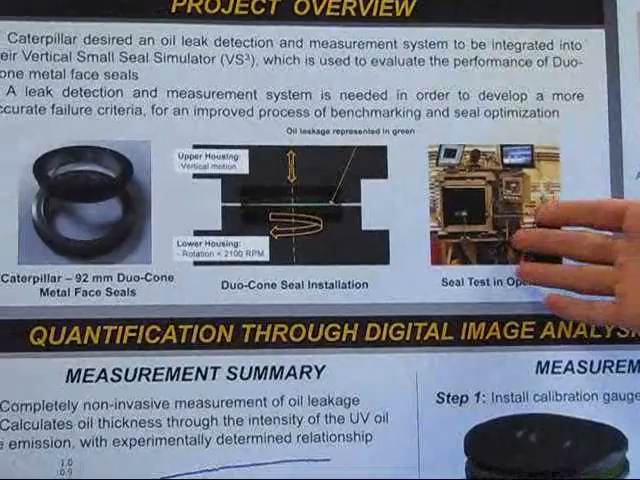 PROJECT OVERVIEW
Caterpillar desired an oil leak detection and measurement system to be integrated into
eir Vertical Small Seal Simulator (VS³), which is used to evaluate the performance of Duo-
one metal face seals
A leak detection and measurement system is needed in order to develop a more
ccurate failure criteria, for an improved process of benchmarking and seal optimization
Oil leakage represented in green
Upper Housing:
Vertical motion
Lower Housing:
- Rotation < 2100 RPM
Caterpillar – 92 mm Duo-Cone
Metal Face Seals
Duo-Cone Seal Installation
Seal Test in Ope
QUANTIFICATION THROUGH DIGITAL IMAGE ANALYS
MEASUREMENT SUMMARY
Completely non-invasive measurement of oil leakage
Calculates oil thickness through the intensity of the UV oil
e emission, with experimentally determined relationship
1.0
0.9
MEASUREM
Step 1: Install calibration gauge